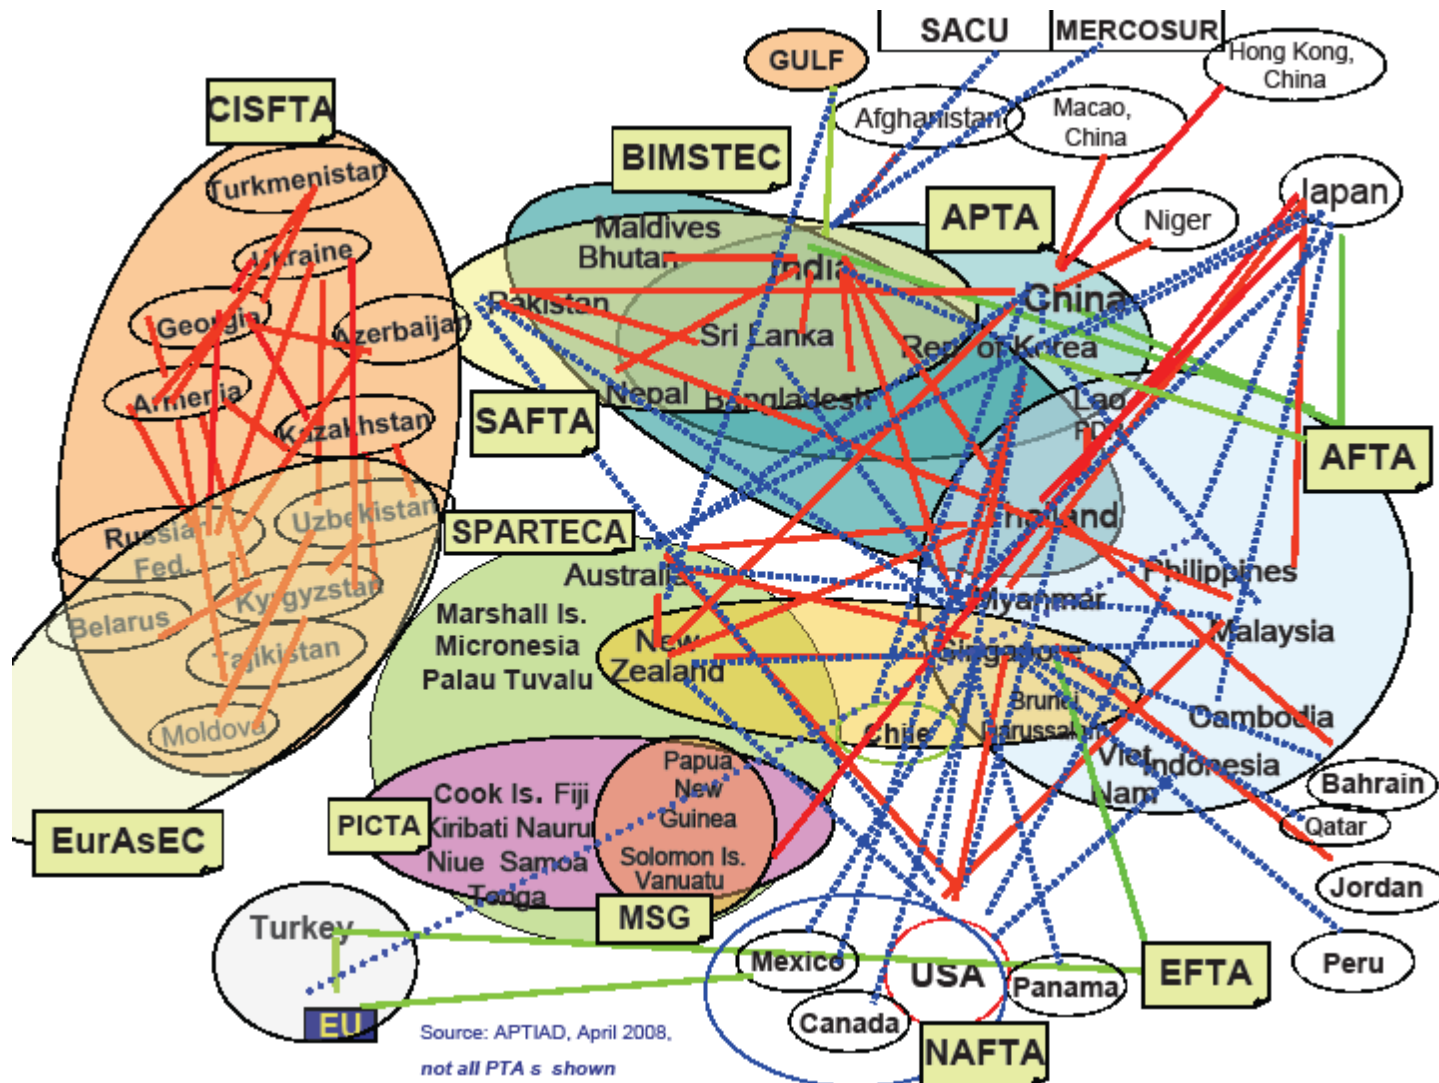 SACU
MERCOSUR
Hong Kong,
China
GULF
CISFTA
Afghanistan
Macao,
China
BIMSTEC
Turkmenistan
Japan
APTA
Niger
Maldives
Bhutan
Ukraine
India
Pakistan
China
Georgia
Azerbaijan
Sri Lanka
Rep of Korea
Armenia
Nepal
Bangladesh
Lao
PDR
Kazakhstan
SAFTA
AFTA
Uzbekistan
Thailand
Russian
Fed.
SPARTECA
Australia
Philippines
Kyrgyzstan
Myanmar
Belarus
Marshall Is.
Micronesia
Palau Tuvalu
New
Zealand
Malaysia
Tajikistan
Singapore
Moldova
Brunei
Darussalam
Chile
Cambodia
Viet
Nam
Indonesia
Papua
New
Guinea
Bahrain
Cook Is. Fiji
Kiribati Nauru
Niue Samoa
Tonga
PICTA
Qatar
EurAsEC
Solomon Is.
Vanuatu
Jordan
MSG
Turkey
Mexico
USA
Panama
EFTA
Peru
EU
Canada
NAFTA
Source: APTIAD, April 2008,
not all PTA s shown